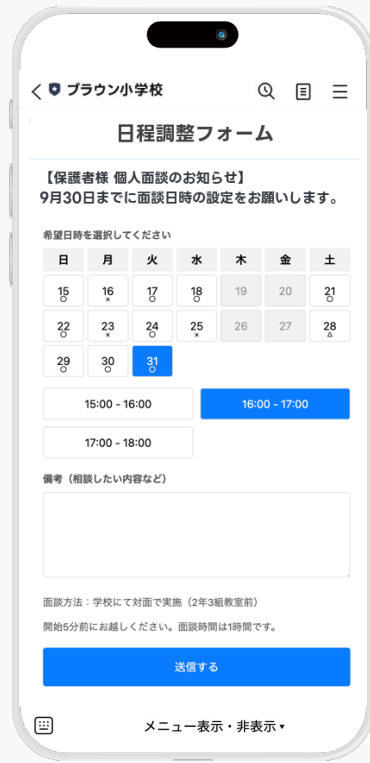 ブラウン小学校
日程調整フォーム
【保護者様 個人面談のお知らせ】
9月30日までに面談日時の設定をお願いします。
希望日時を選択してください
日 月 火 水 木 金 土
15 16 17 18 19 20 21
○ × ○ ○ ○
22 23 24 25 26 27 28
○ × ○ × △
29 30 31
○ ○ ○
15:00 - 16:00 16:00 - 17:00
17:00 - 18:00
備考（相談したい内容など）
面談方法：学校にて対面で実施（2年3組教室前）
開始5分前にお越しください。面談時間は1時間です。
送信する
メニュー表示・非表示▾